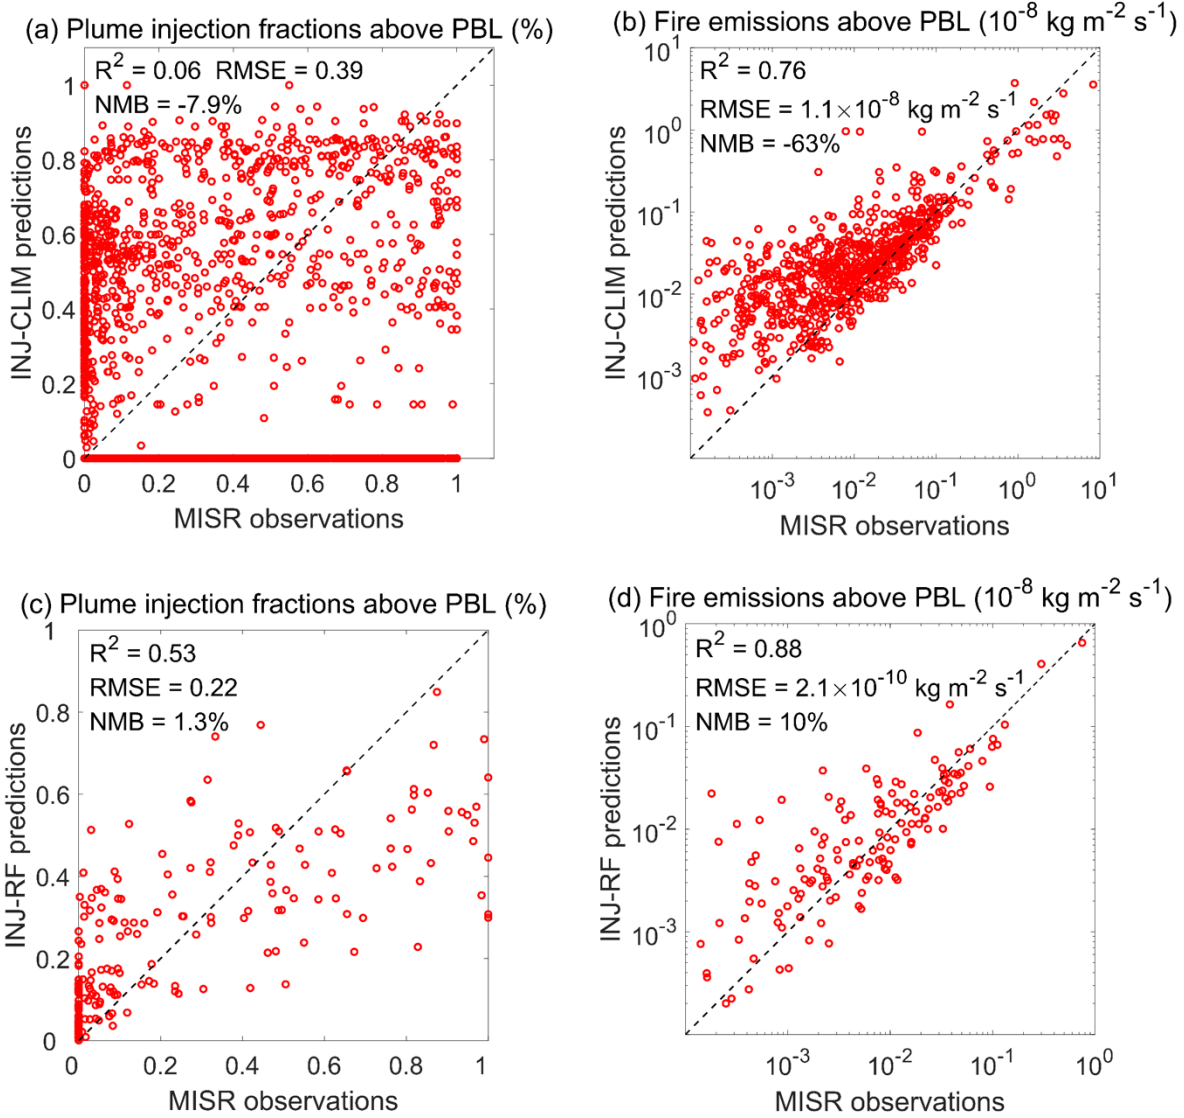 (a) Plume injection fractions above PBL (%)
R² = 0.06 RMSE = 0.39
NMB = -7.9%
INJ-CLIM predictions
1
0.8
0.6
0.4
0.2
0
0 0.2 0.4 0.6 0.8 1
MISR observations
(b) Fire emissions above PBL (10⁻⁸ kg m⁻² s⁻¹)
R² = 0.76
RMSE = 1.1×10⁻⁸ kg m⁻² s⁻¹
NMB = -63%
INJ-CLIM predictions
10¹
10⁰
10⁻¹
10⁻²
10⁻³
10⁻³ 10⁻² 10⁻¹ 10⁰ 10¹
MISR observations
(c) Plume injection fractions above PBL (%)
R² = 0.53
RMSE = 0.22
NMB = 1.3%
INJ-RF predictions
1
0.8
0.6
0.4
0.2
0
0 0.2 0.4 0.6 0.8 1
MISR observations
(d) Fire emissions above PBL (10⁻⁸ kg m⁻² s⁻¹)
R² = 0.88
RMSE = 2.1×10⁻¹⁰ kg m⁻² s⁻¹
NMB = 10%
INJ-RF predictions
10⁰
10⁻¹
10⁻²
10⁻³
10⁻³ 10⁻² 10⁻¹ 10⁰
MISR observations